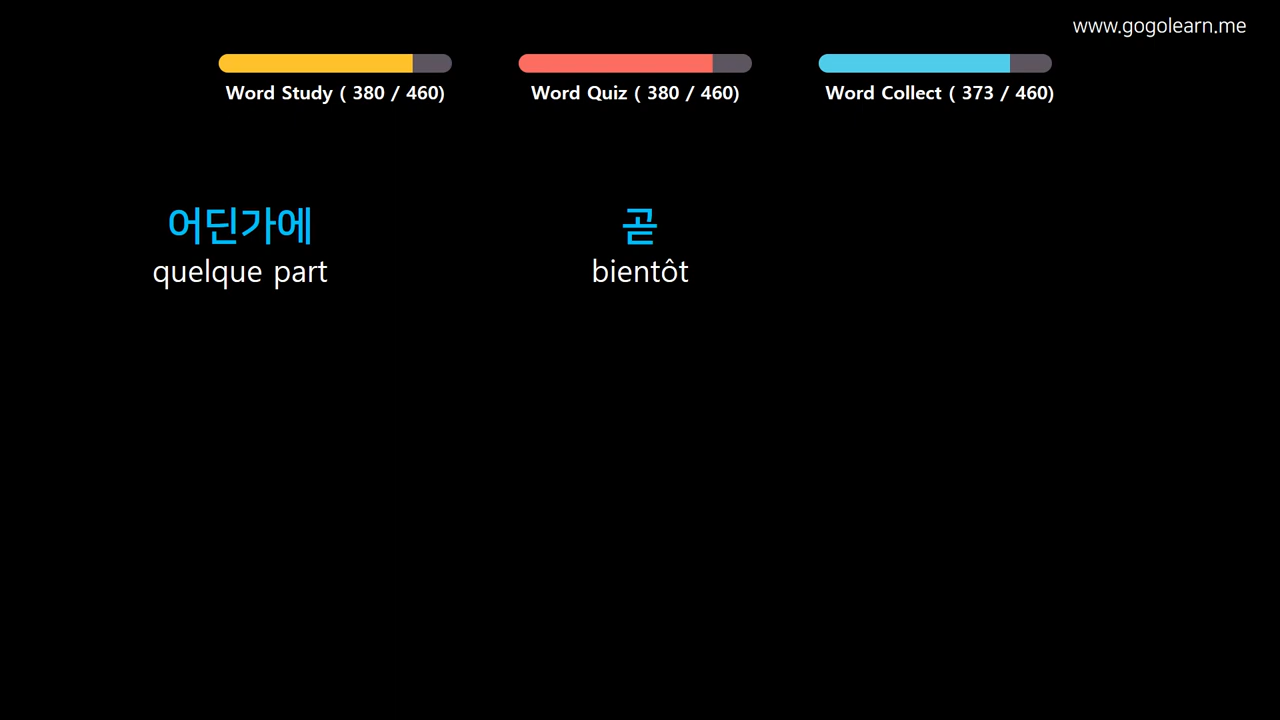 www.gogolearn.me
Word Study ( 380 / 460)
Word Quiz ( 380 / 460)
Word Collect ( 373 / 460)
어딘가에
quelque part
곧
bientôt